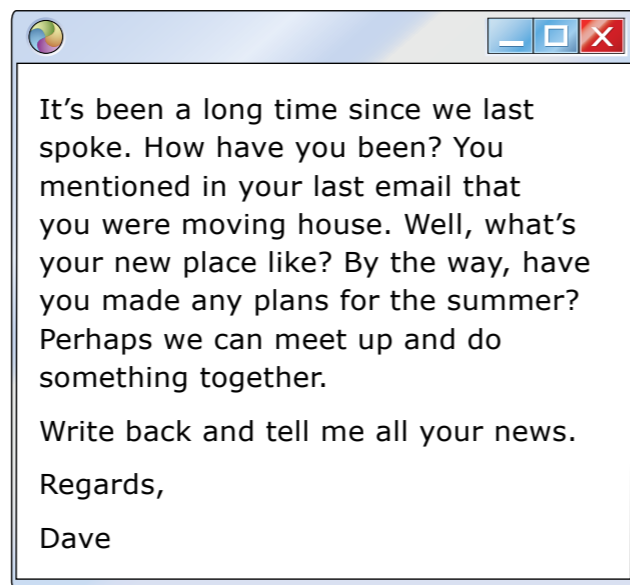 It’s been a long time since we last
spoke. How have you been? You
mentioned in your last email that
you were moving house. Well, what’s
your new place like? By the way, have
you made any plans for the summer?
Perhaps we can meet up and do
something together.
Write back and tell me all your news.
Regards,
Dave